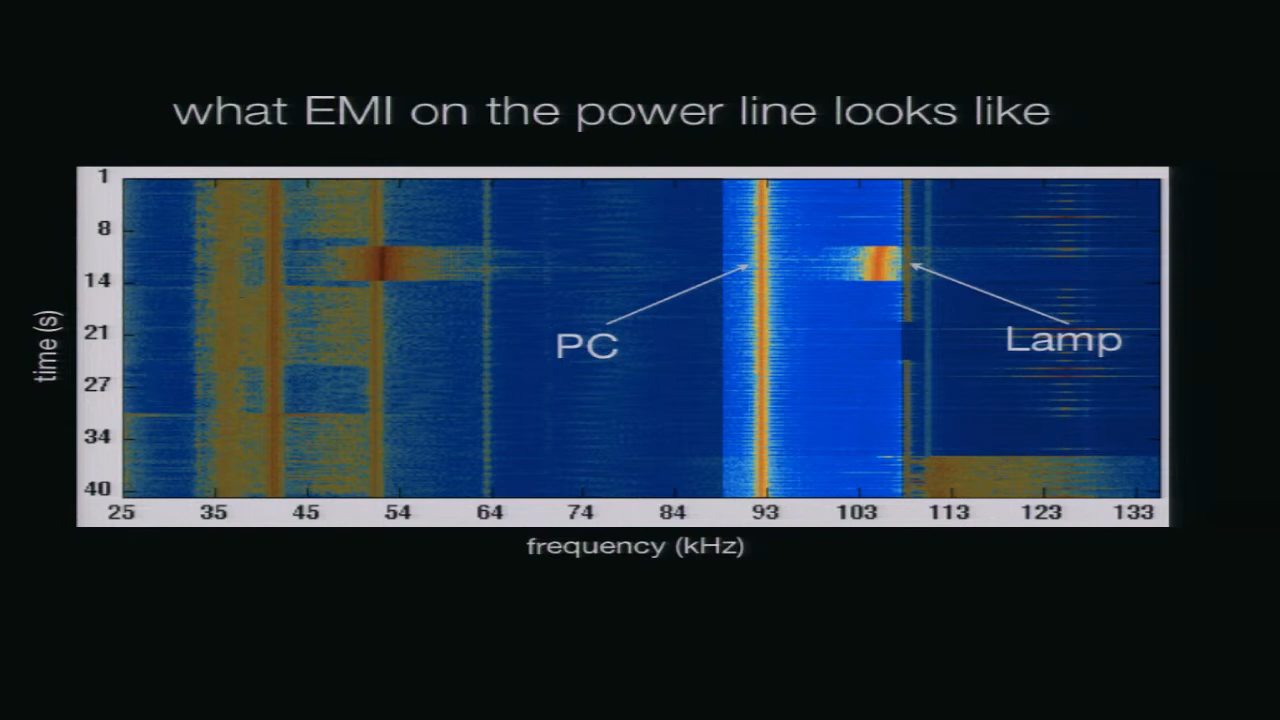 what EMI on the power line looks like
1
8
14
21
27
34
40
time (s)
PC
Lamp
25 35 45 54 64 74 84 93 103 113 123 133
frequency (kHz)